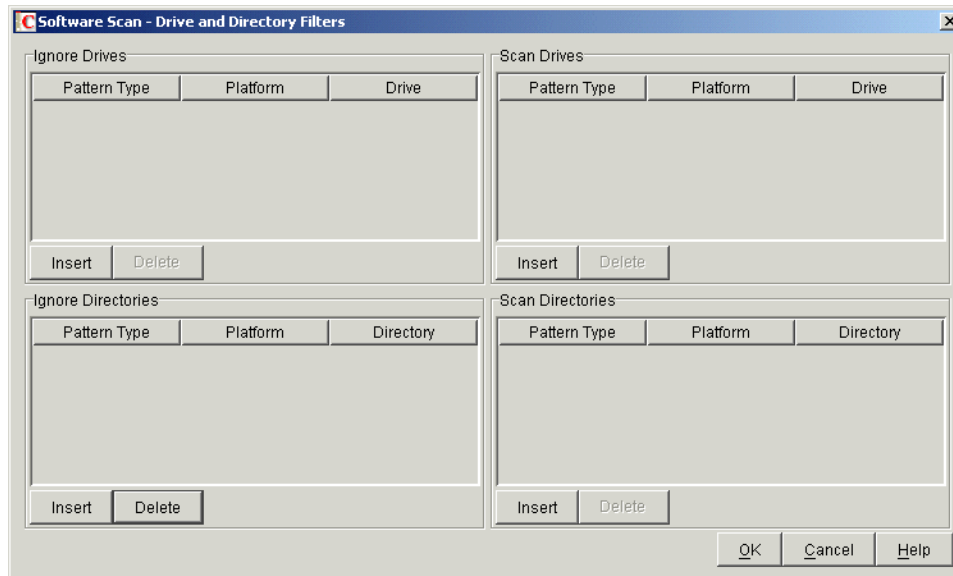 Software Scan - Drive and Directory Filters
Ignore Drives
Pattern Type Platform Drive
Insert Delete
Scan Drives
Pattern Type Platform Drive
Insert Delete
Ignore Directories
Pattern Type Platform Directory
Insert Delete
Scan Directories
Pattern Type Platform Directory
Insert Delete
OK Cancel Help